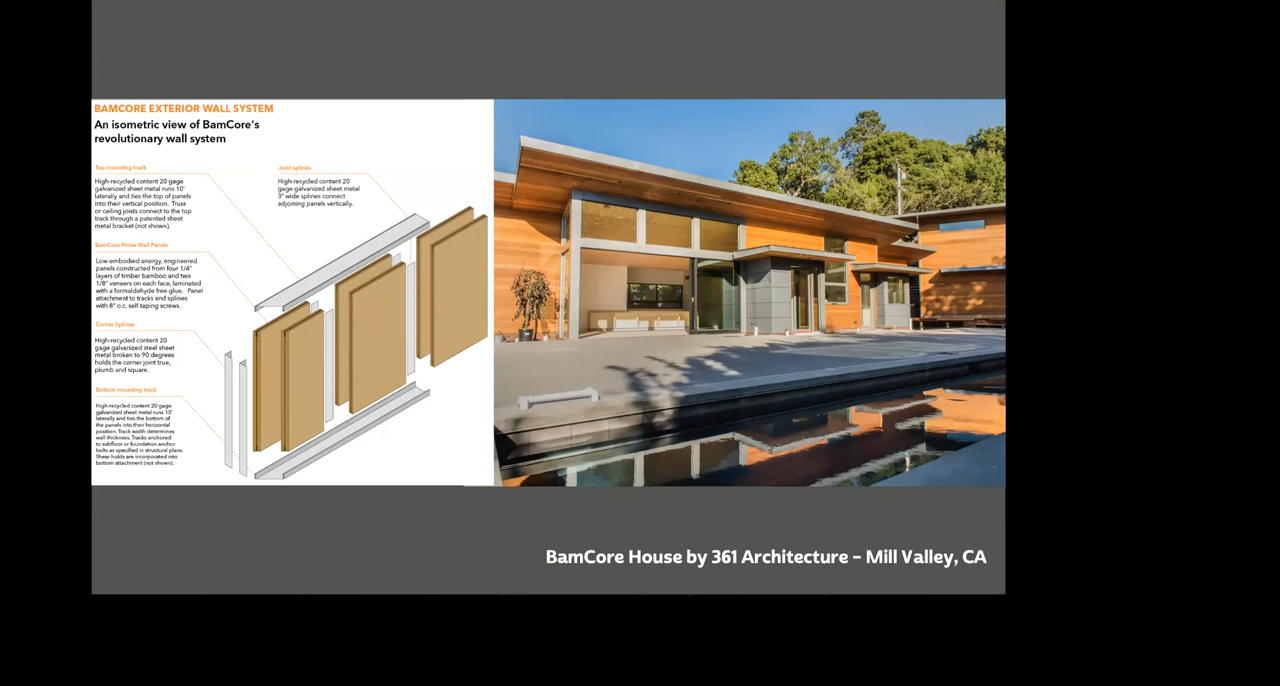 BAMCORE EXTERIOR WALL SYSTEM
An isometric view of BamCore's
revolutionary wall system
Top mounting track
High-recycled content 20 gage
galvanized sheet metal runs 10'
laterally and ties the top of panels
into their vertical position. Truss
or ceiling joists connect to the top
track through a patented sheet
metal bracket (not shown).
Joint splines
High-recycled content 20
gage galvanized sheet metal
3" wide splines connect
adjoining panels vertically.
BamCore Prime Wall Panels
Low-embodied energy, engineered
panels constructed from four 1/4"
layers of timber bamboo and two
1/8" veneers on each face, laminated
with a formaldehyde free glue. Panel
attachment to tracks and splines
with 8" o.c. self-taping screws.
Corner Splines
High-recycled content 20
gage galvanized steal sheet
metal broken to 90 degrees
holds the corner joint true,
plumb and square.
Bottom mounting track
High-recycled content 20 gage
galvanized sheet metal runs 10'
laterally and ties the bottom of
the panels into their horizontal
position. Track width determines
wall thickness. Tracks anchored
to subfloor or foundation anchor
bolts as specified in structural plans.
Shear holds are incorporated into
bottom attachment (not shown).
BamCore House by 361 Architecture – Mill Valley, CA